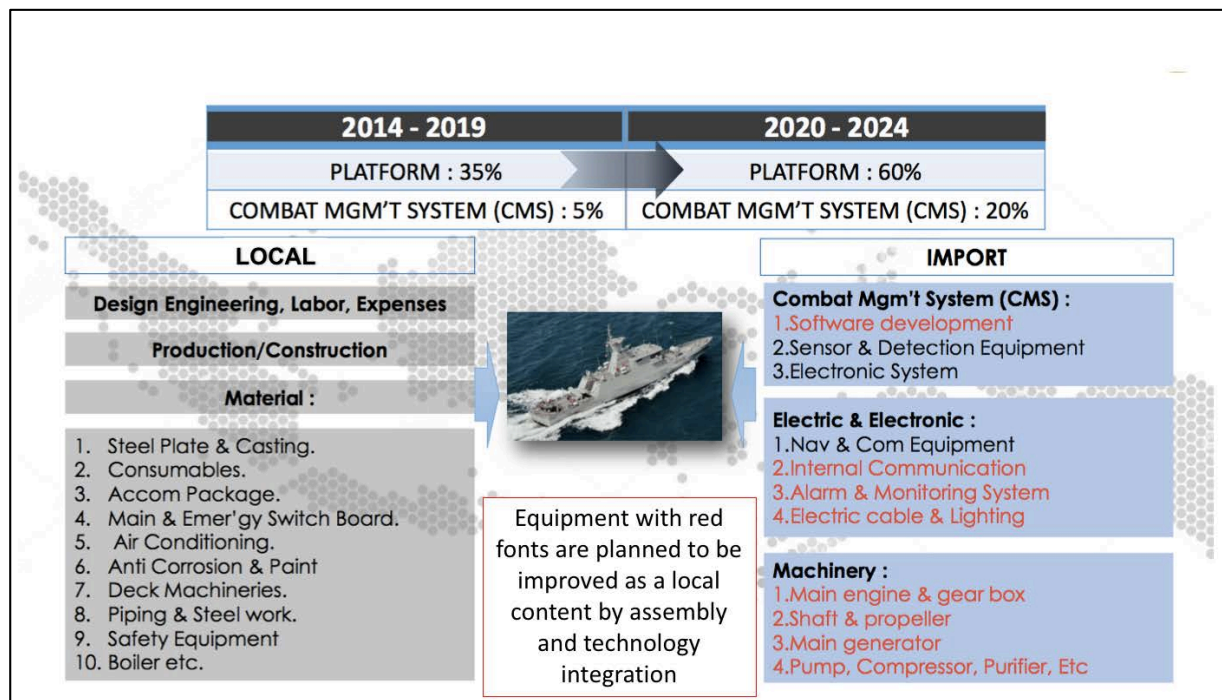 2014 - 2019
2020 - 2024
PLATFORM : 35%
PLATFORM : 60%
COMBAT MGM'T SYSTEM (CMS) : 5%
COMBAT MGM'T SYSTEM (CMS) : 20%
LOCAL
Design Engineering, Labor, Expenses
Production/Construction
Material :
1. Steel Plate & Casting.
2. Consumables.
3. Accom Package.
4. Main & Emer'gy Switch Board.
5. Air Conditioning.
6. Anti Corrosion & Paint
7. Deck Machineries.
8. Piping & Steel work.
9. Safety Equipment
10. Boiler etc.
Equipment with red
fonts are planned to be
improved as a local
content by assembly
and technology
integration
IMPORT
Combat Mgm't System (CMS) :
1.Software development
2.Sensor & Detection Equipment
3.Electronic System
Electric & Electronic :
1.Nav & Com Equipment
2.Internal Communication
3.Alarm & Monitoring System
4.Electric cable & Lighting
Machinery :
1.Main engine & gear box
2.Shaft & propeller
3.Main generator
4.Pump, Compressor, Purifier, Etc